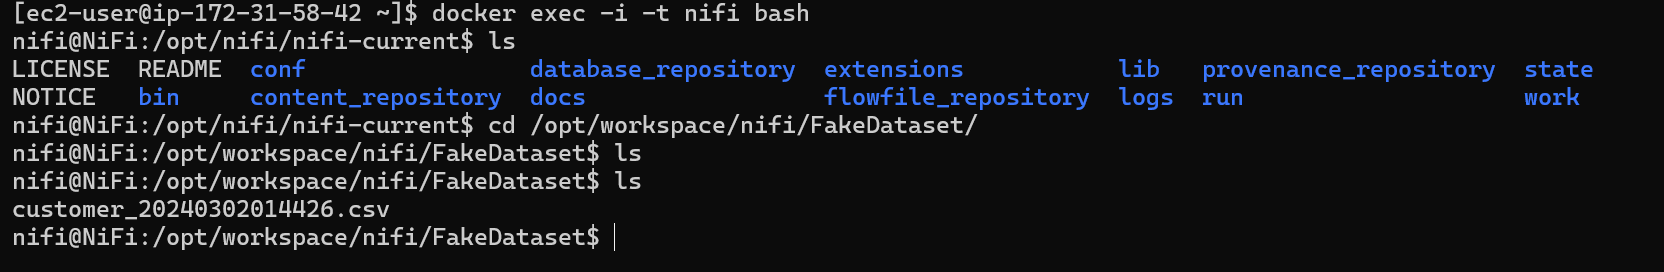 [ec2-user@ip-172-31-58-42 ~]$ docker exec -i -t nifi bash
nifi@NiFi:/opt/nifi/nifi-current$ ls
LICENSE  README  conf                database_repository  extensions           lib   provenance_repository  state
NOTICE   bin     content_repository  docs                 flowfile_repository  logs  run                    work
nifi@NiFi:/opt/nifi/nifi-current$ cd /opt/workspace/nifi/FakeDataset/
nifi@NiFi:/opt/workspace/nifi/FakeDataset$ ls
nifi@NiFi:/opt/workspace/nifi/FakeDataset$ ls
customer_20240302014426.csv
nifi@NiFi:/opt/workspace/nifi/FakeDataset$